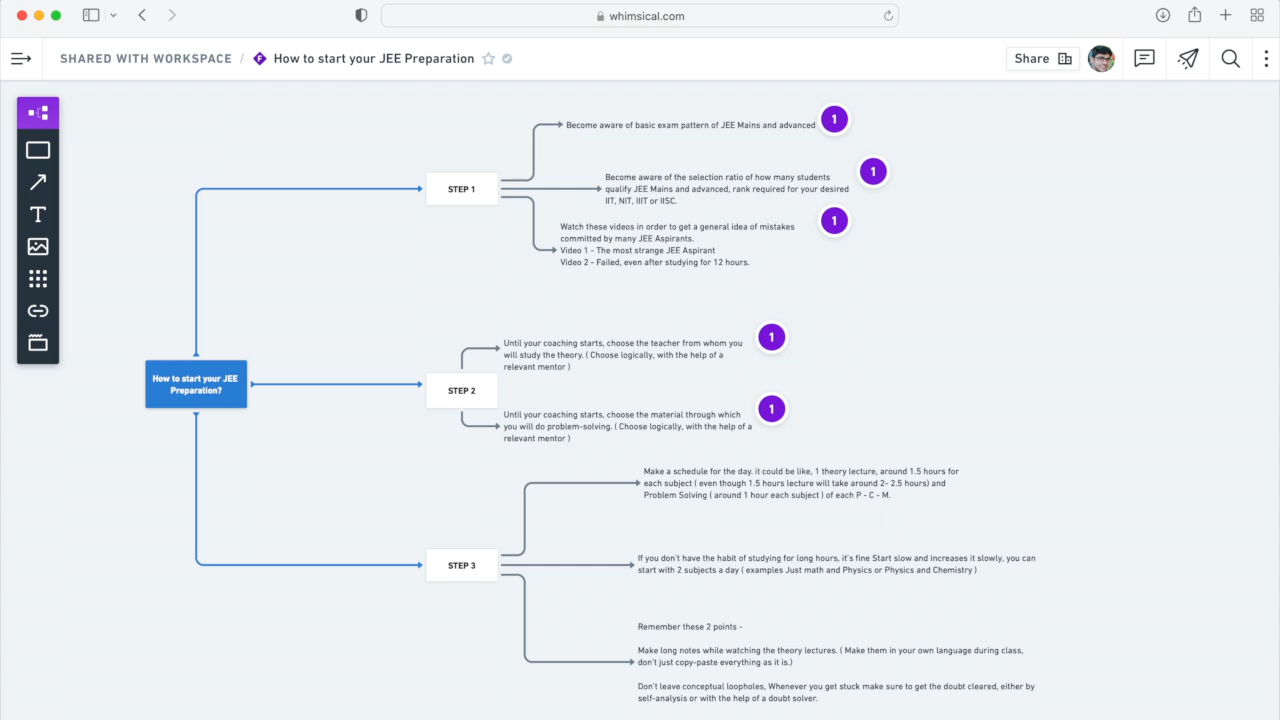 whimsical.com
SHARED WITH WORKSPACE / F How to start your JEE Preparation
Share
T
Become aware of basic exam pattern of JEE Mains and advanced
1
Become aware of the selection ratio of how many students
qualify JEE Mains and advanced, rank required for your desired
IIT, NIT, IIIT or IISC.
1
STEP 1
Watch these videos in order to get a general idea of mistakes
committed by many JEE Aspirants.
Video 1 - The most strange JEE Aspirant
Video 2 - Failed, even after studying for 12 hours.
1
How to start your JEE
Preparation?
Until your coaching starts, choose the teacher from whom you
will study the theory. ( Choose logically, with the help of a
relevant mentor )
1
STEP 2
Until your coaching starts, choose the material through which
you will do problem-solving. ( Choose logically, with the help of a
relevant mentor )
1
Make a schedule for the day. it could be like, 1 theory lecture, around 1.5 hours for
each subject ( even though 1.5 hours lecture will take around 2- 2.5 hours) and
Problem Solving ( around 1 hour each subject ) of each P - C - M.
STEP 3
If you don't have the habit of studying for long hours, it's fine Start slow and increases it slowly, you can
start with 2 subjects a day ( examples Just math and Physics or Physics and Chemistry )
Remember these 2 points -
Make long notes while watching the theory lectures. ( Make them in your own language during class,
don't just copy-paste everything as it is.)
Don't leave conceptual loopholes, Whenever you get stuck make sure to get the doubt cleared, either by
self-analysis or with the help of a doubt solver.